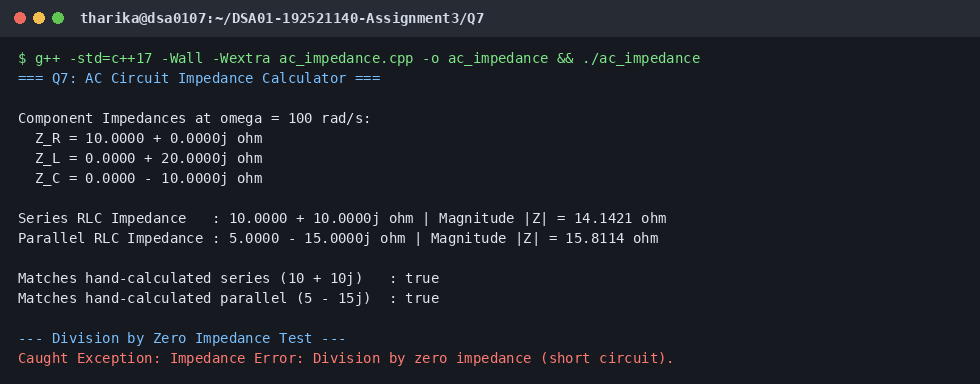 tharika@dsa0107:~/DSA01-192521140-Assignment3/Q7
$ g++ -std=c++17 -Wall -Wextra ac_impedance.cpp -o ac_impedance && ./ac_impedance
=== Q7: AC Circuit Impedance Calculator ===
Component Impedances at omega = 100 rad/s:
  Z_R = 10.0000 + 0.0000j ohm
  Z_L = 0.0000 + 20.0000j ohm
  Z_C = 0.0000 - 10.0000j ohm
Series RLC Impedance   : 10.0000 + 10.0000j ohm | Magnitude |Z| = 14.1421 ohm
Parallel RLC Impedance : 5.0000 - 15.0000j ohm | Magnitude |Z| = 15.8114 ohm
Matches hand-calculated series (10 + 10j)   : true
Matches hand-calculated parallel (5 - 15j)  : true
--- Division by Zero Impedance Test ---
Caught Exception: Impedance Error: Division by zero impedance (short circuit).